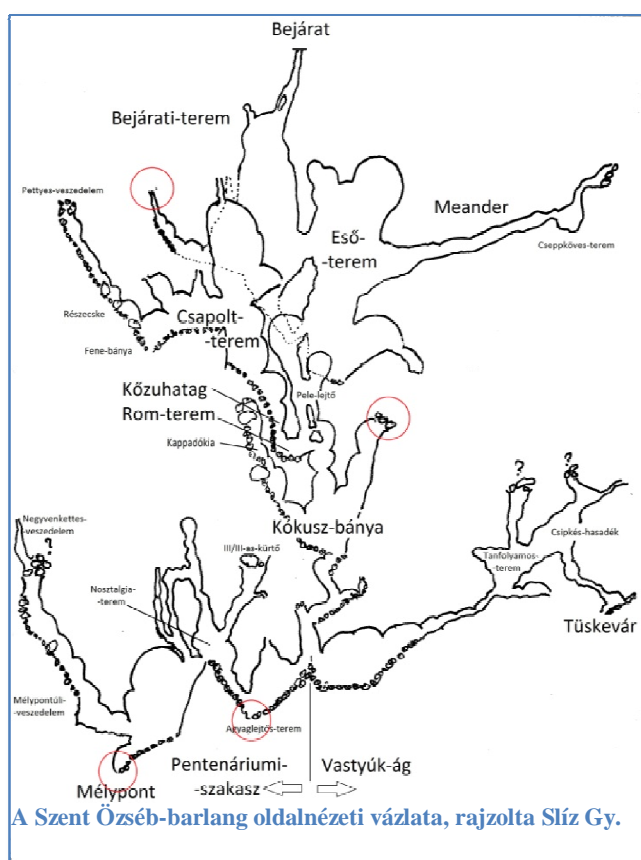 Bejárat
Bejárati-terem
Pettyes-veszedelem
Meander
Cseppköves-terem
Eső-
-terem
Részecske
Csapolt-
-terem
Fene-bánya
Kőzuhatag
Pele-lejtő
Rom-terem
Kappadókia
?
?
Negyvenkettes-
-veszedelem
?
Kókusz-bánya
Csipkés-hasadék
III/III-as-kürtő
Tanfolyamos-
-terem
Nosztalgia-
-terem
Tüskevár
Mélypontúli-
-veszedelem
Agyaglejtős-terem
Mélypont
Pentenáriumi-
-szakasz
Vastyúk-ág
A Szent Özséb-barlang oldalnézeti vázlata, rajzolta Slíz Gy.